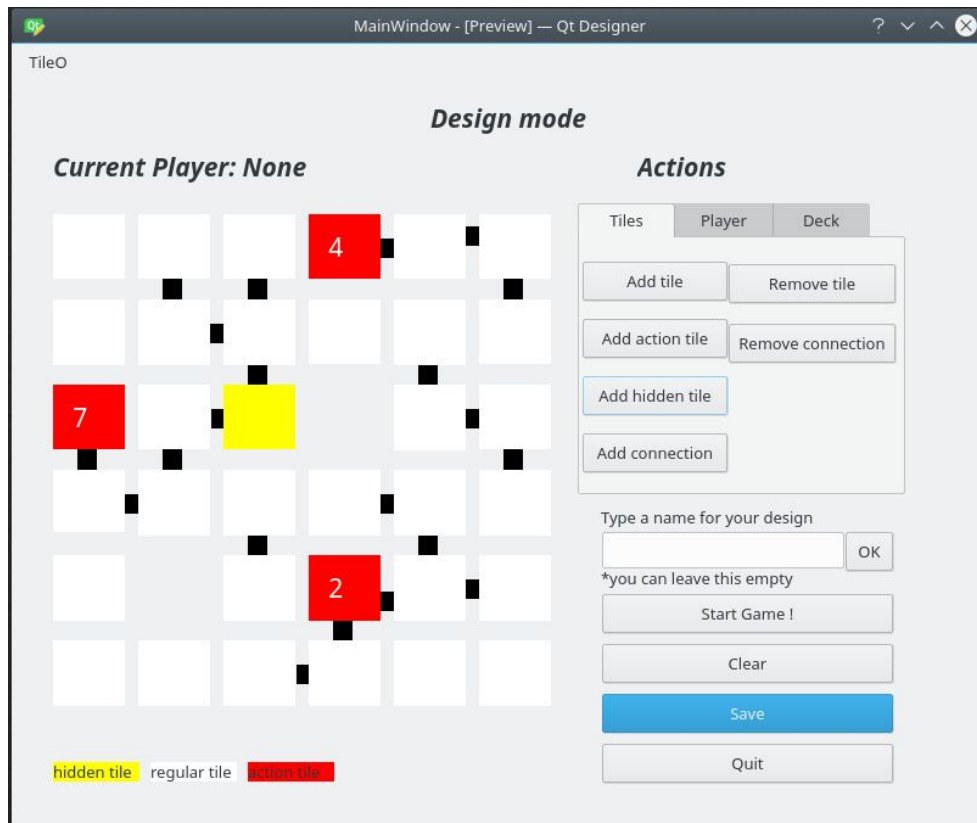 MainWindow - [Preview] — Qt Designer
TileO
Design mode
Current Player: None
Actions
4
7
2
Tiles Player Deck
Add tile Remove tile
Add action tile Remove connection
Add hidden tile
Add connection
Type a name for your design
OK
*you can leave this empty
Start Game !
Clear
Save
Quit
hidden tile regular tile action tile